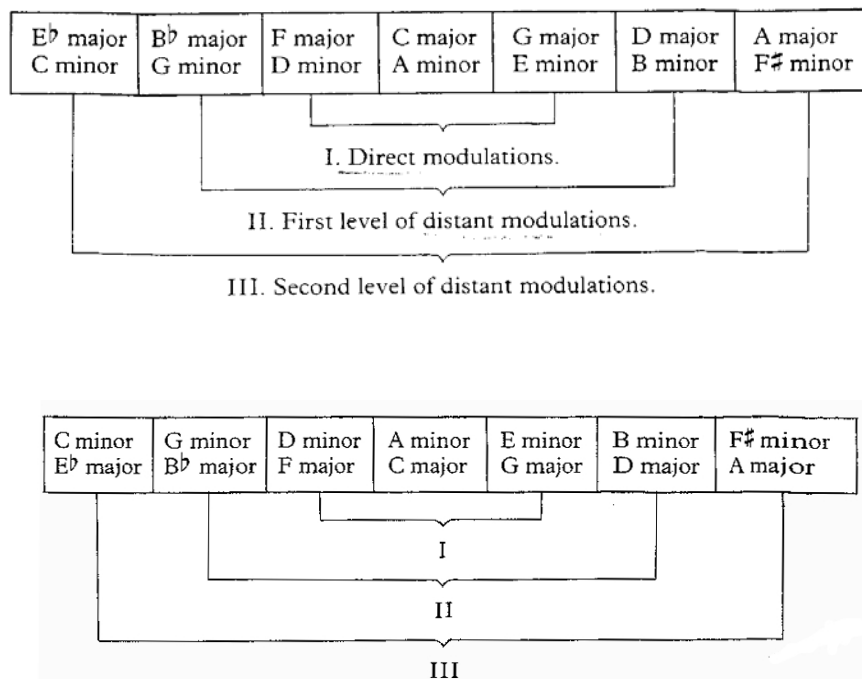 E♭ major B♭ major F major C major G major D major A major
C minor G minor D minor A minor E minor B minor F♯ minor
I. Direct modulations.
II. First level of distant modulations.
III. Second level of distant modulations.
C minor G minor D minor A minor E minor B minor F♯ minor
E♭ major B♭ major F major C major G major D major A major
I
II
III